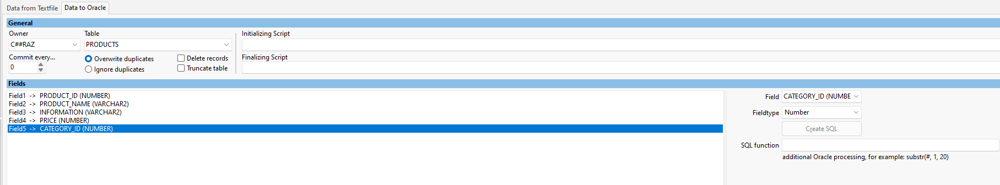 Data from Textfile
Data to Oracle
General
Owner
Table
Initializing Script
C##RAZ
PRODUCTS
Commit every...
Overwrite duplicates
Delete records
Finalizing Script
0
Ignore duplicates
Truncate table
Fields
Field1 -> PRODUCT_ID (NUMBER)
Field2 -> PRODUCT_NAME (VARCHAR2)
Field3 -> INFORMATION (VARCHAR2)
Field4 -> PRICE (NUMBER)
Field5 -> CATEGORY_ID (NUMBER)
Field
CATEGORY_ID (NUMBE
Fieldtype
Number
Create SQL
SQL function
additional Oracle processing, for example: substr(#, 1, 20)